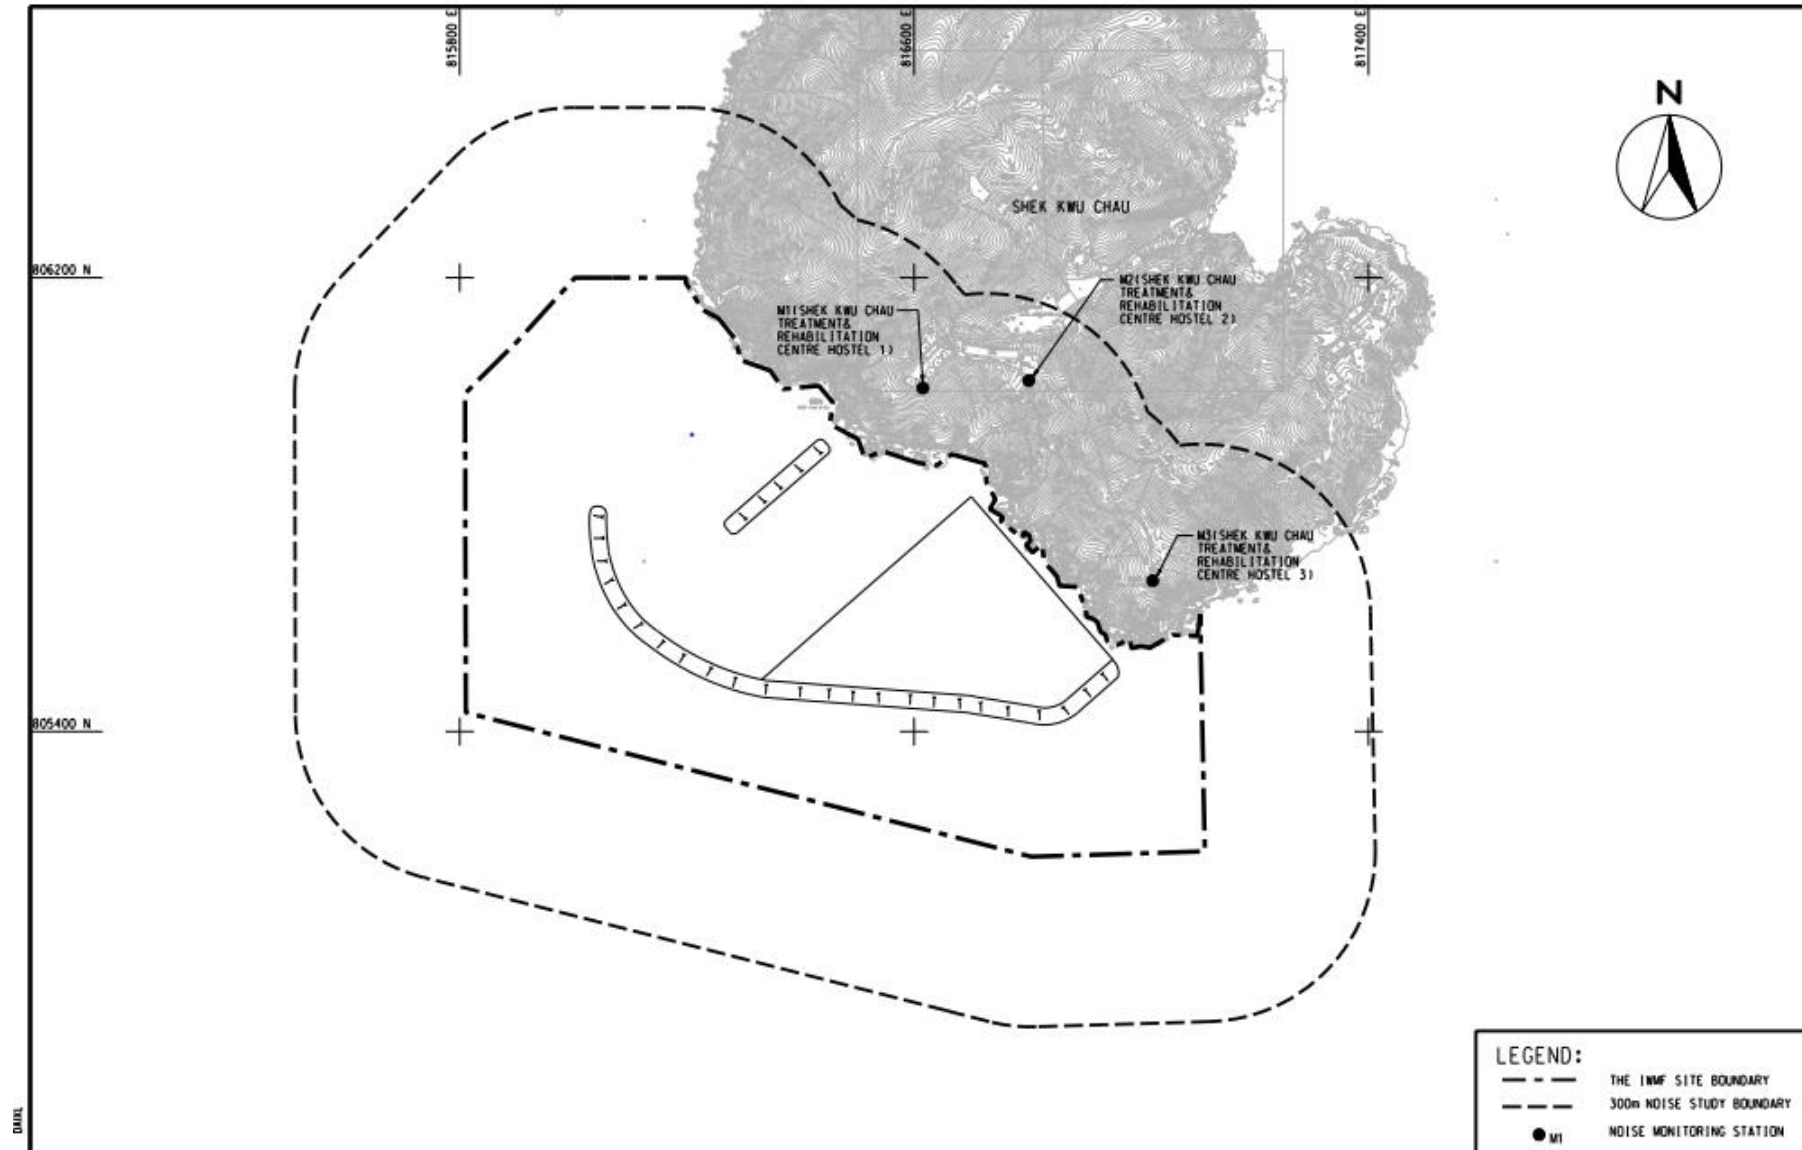 815800 E
816600 E
817400 E
N
SHEK KWU CHAU
806200 N
M2(SHEK KWU CHAU
TREATMENT&
REHABILITATION
CENTRE HOSTEL 2)
M1(SHEK KWU CHAU
TREATMENT&
REHABILITATION
CENTRE HOSTEL 1)
M3(SHEK KWU CHAU
TREATMENT&
REHABILITATION
CENTRE HOSTEL 3)
805400 N
LEGEND:
THE IWMF SITE BOUNDARY
300m NOISE STUDY BOUNDARY
M1 NOISE MONITORING STATION